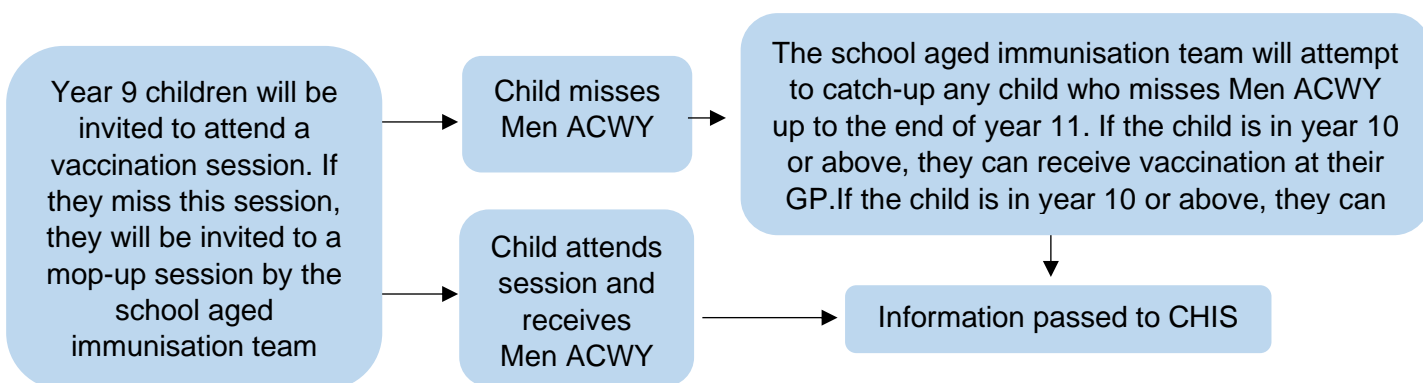 Year 9 children will be
invited to attend a
vaccination session. If
they miss this session,
they will be invited to a
mop-up session by the
school aged
immunisation team
Child misses
Men ACWY
The school aged immunisation team will attempt
to catch-up any child who misses Men ACWY
up to the end of year 11. If the child is in year 10
or above, they can receive vaccination at their
GP.If the child is in year 10 or above, they can
Child attends
session and
receives
Men ACWY
Information passed to CHIS